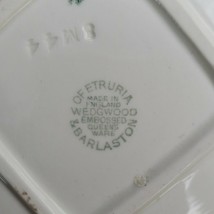 OF ETRURIA
MADE IN
ENGLAND
WEDGWOOD
EMBOSSED
QUEENS
WARE
& BARLASTON